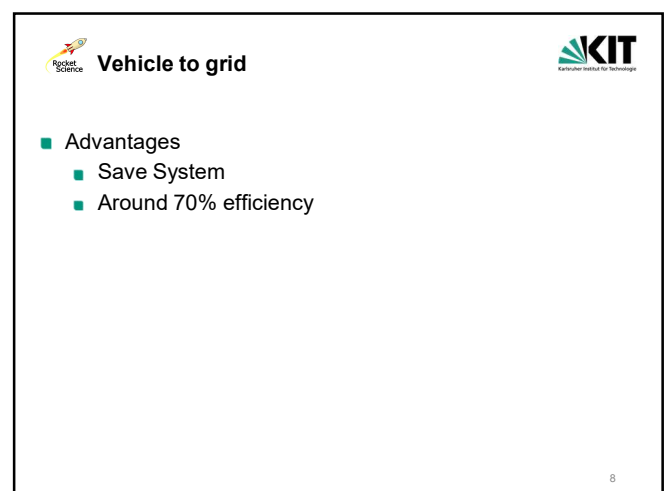 Rocket
Science
Vehicle to grid
KIT
Karlsruher Institut für Technologie
Advantages
Save System
Around 70% efficiency
8